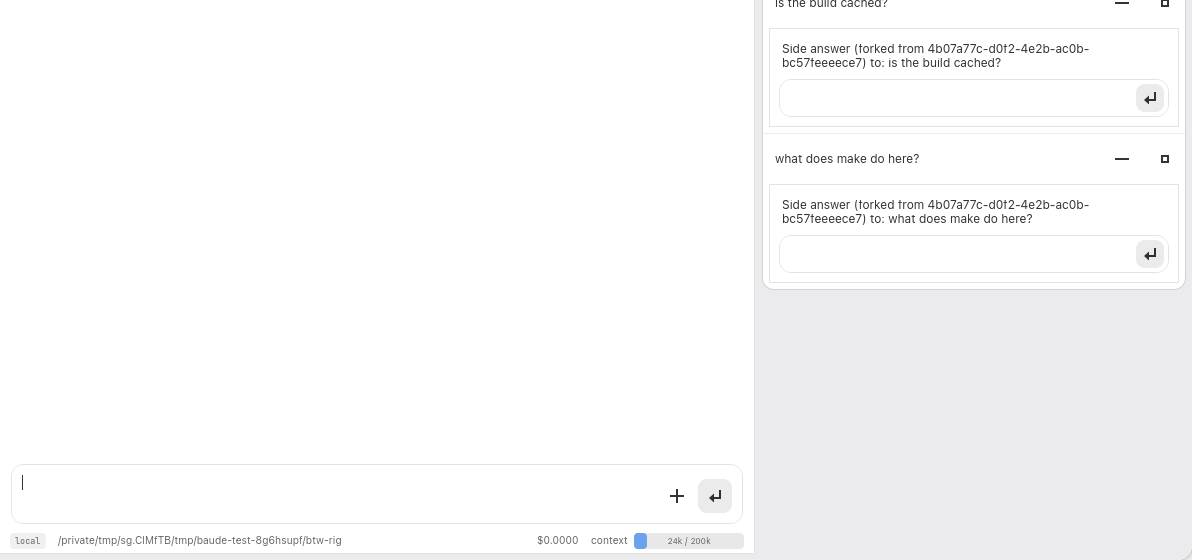 is the build cached?
Side answer (forked from 4b07a77c-d0f2-4e2b-ac0b-
bc57feeeece7) to: is the build cached?
what does make do here?
Side answer (forked from 4b07a77c-d0f2-4e2b-ac0b-
bc57feeeece7) to: what does make do here?
local /private/tmp/sg.CIMfTB/tmp/baude-test-8g6hsupf/btw-rig $0.0000 context 24k / 200k